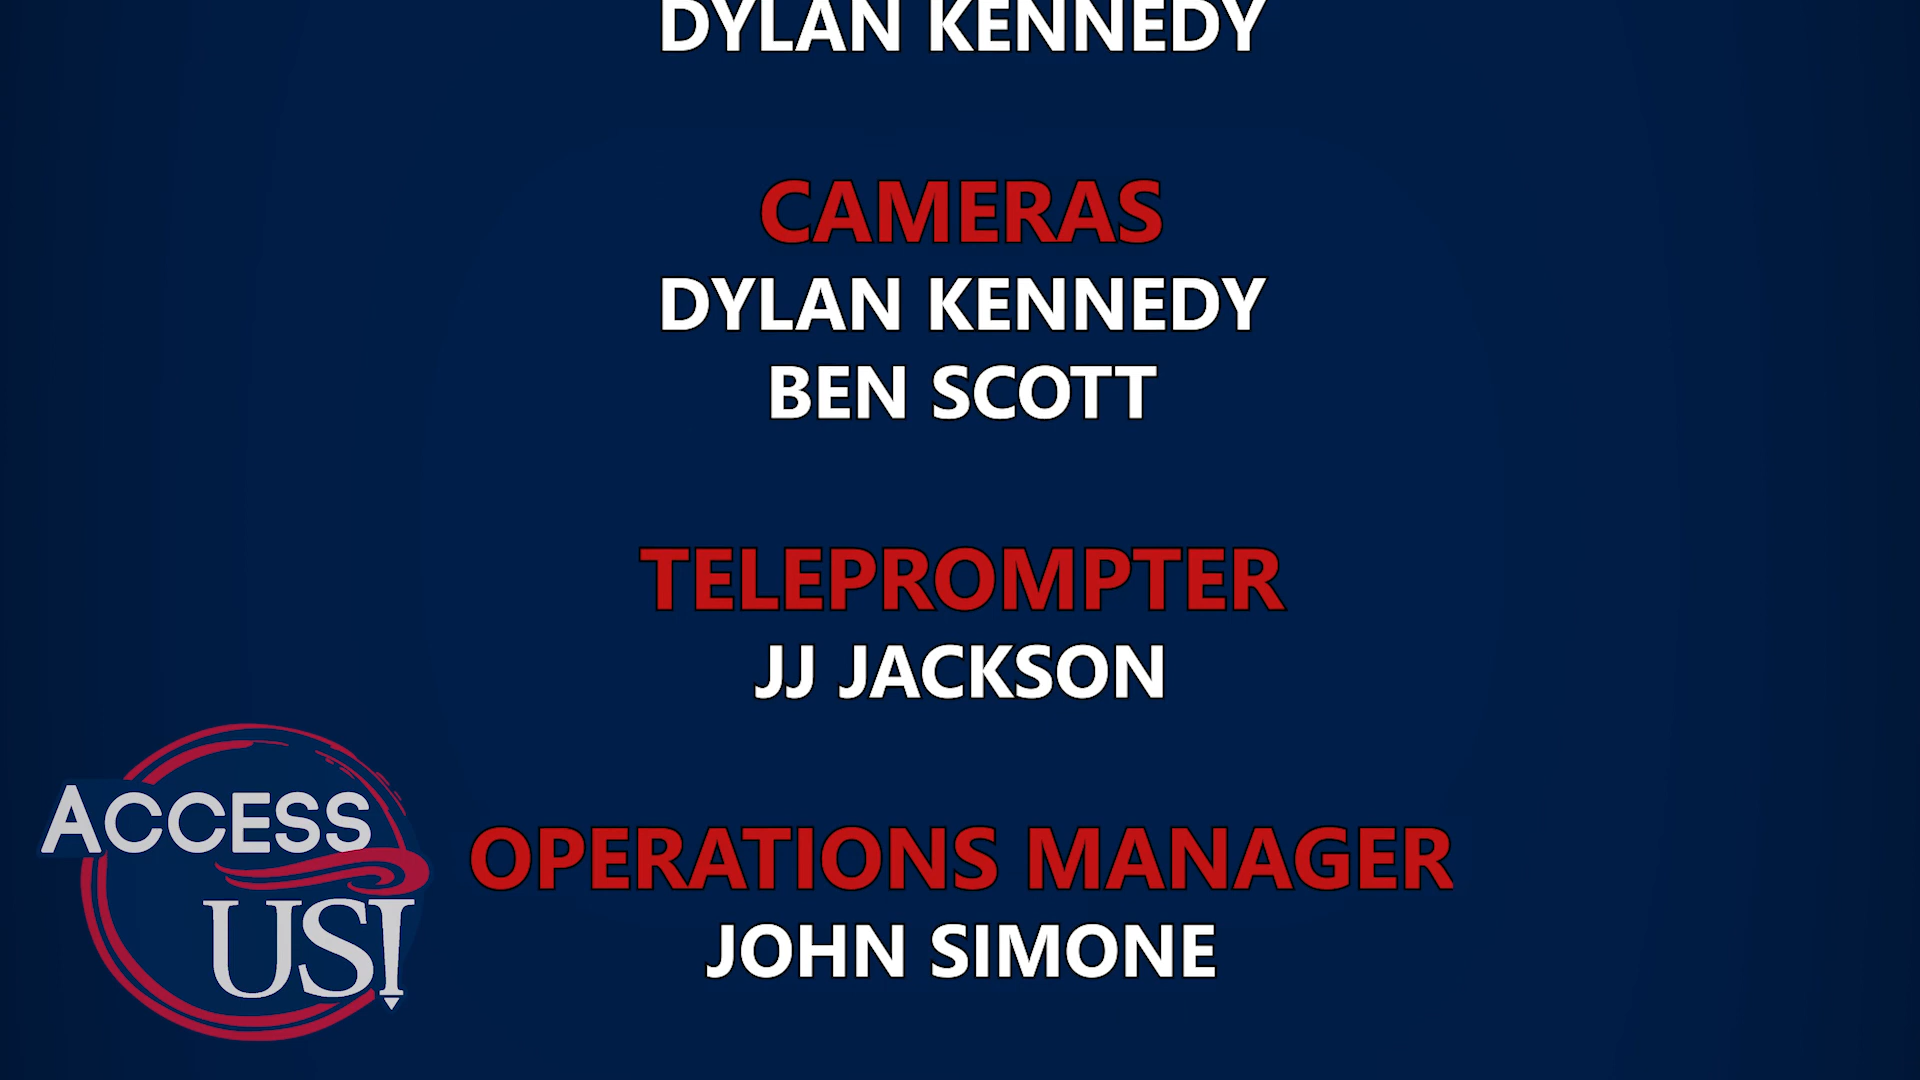 DYLAN KENNEDY
CAMERAS
DYLAN KENNEDY
BEN SCOTT
TELEPROMPTER
JJ JACKSON
OPERATIONS MANAGER
JOHN SIMONE
ACCESS
USI